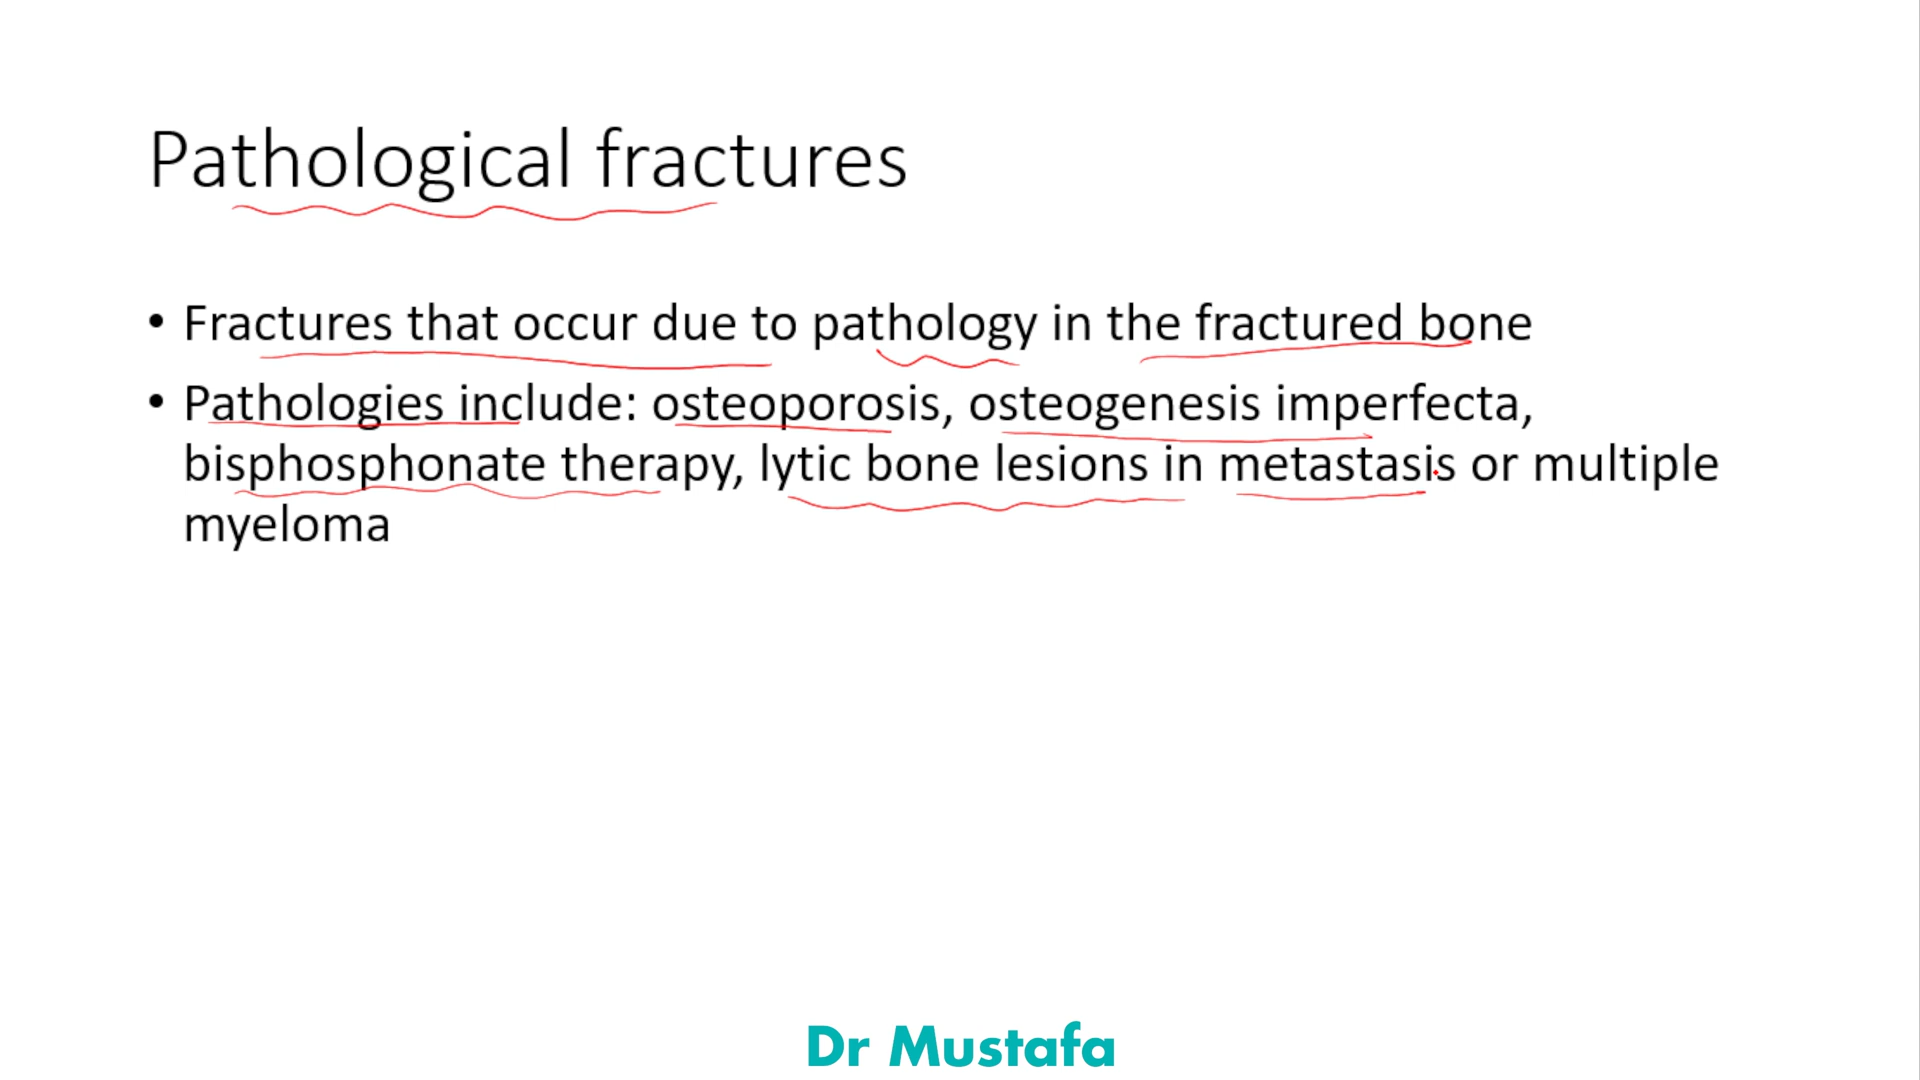 Pathological fractures
• Fractures that occur due to pathology in the fractured bone
• Pathologies include: osteoporosis, osteogenesis imperfecta,
bisphosphonate therapy, lytic bone lesions in metastasis or multiple
myeloma
Dr Mustafa